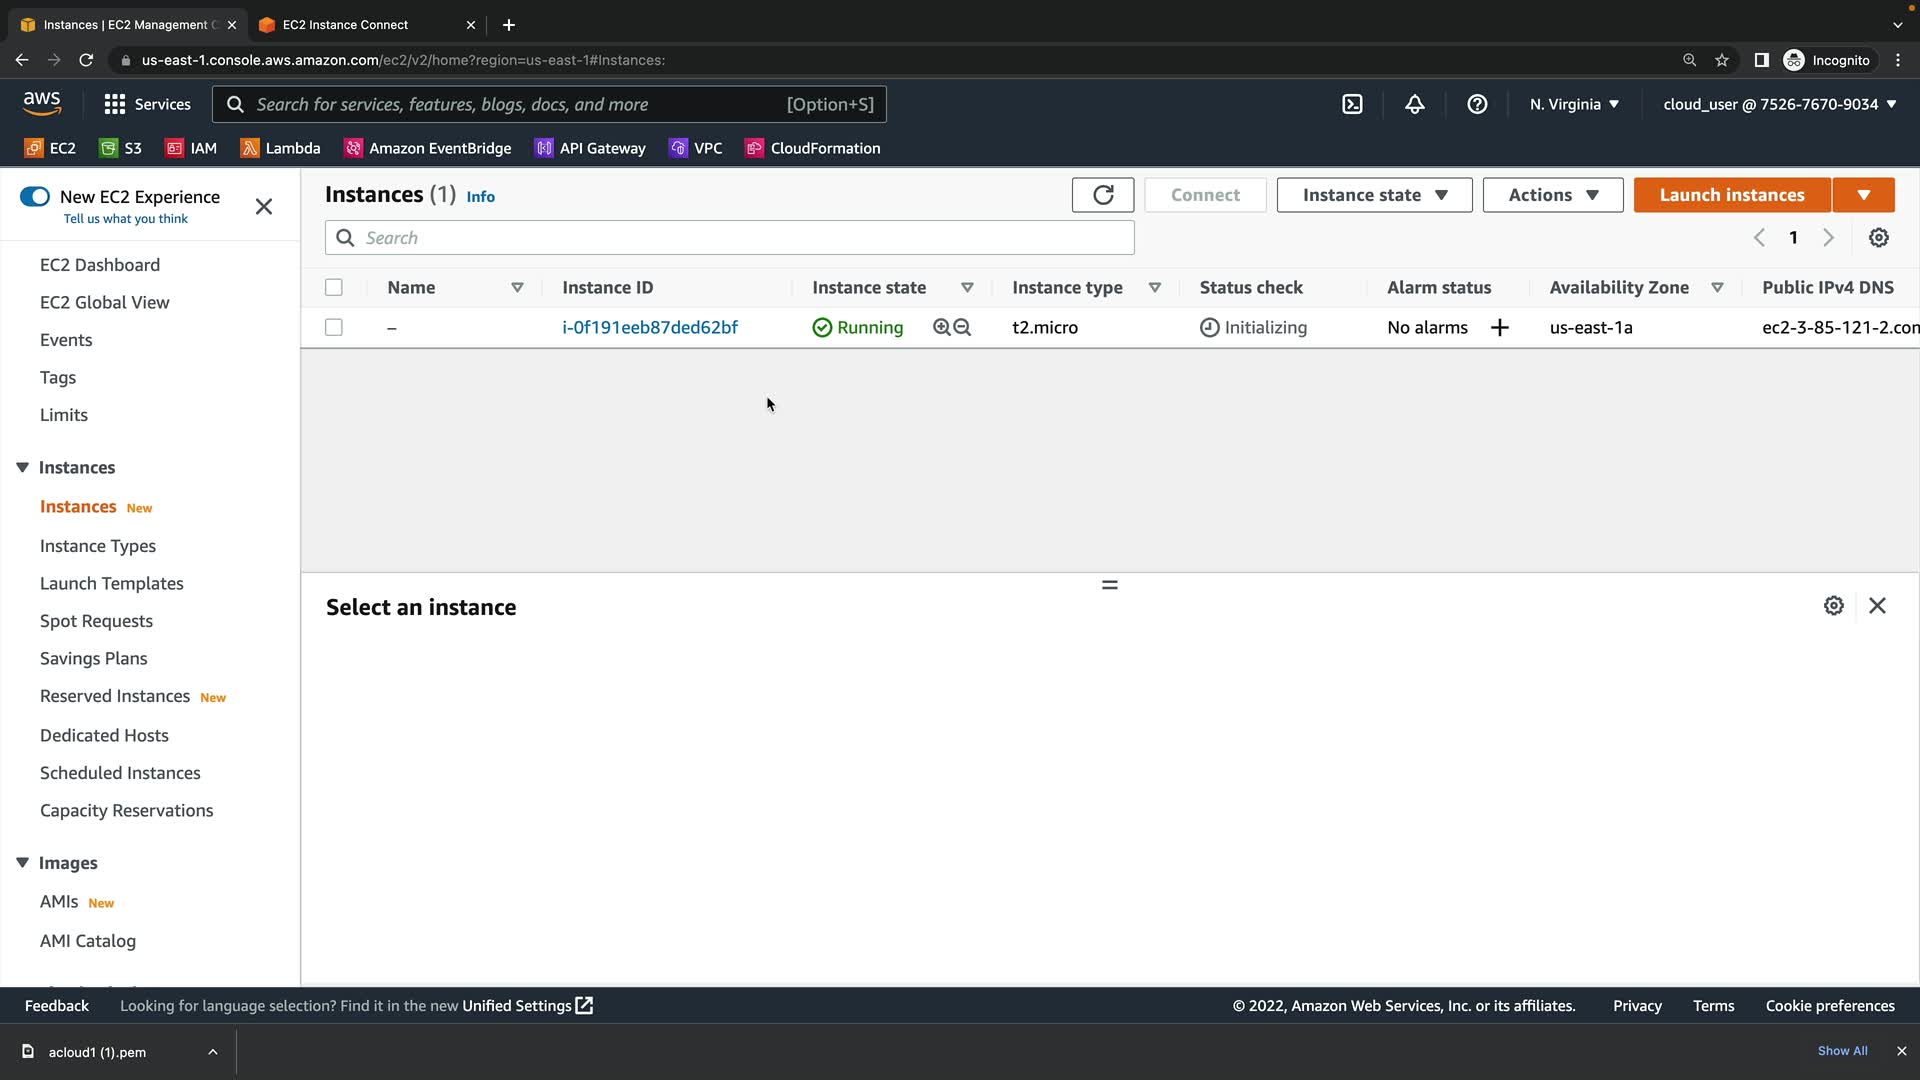 Instances | EC2 Management C
EC2 Instance Connect
us-east-1.console.aws.amazon.com/ec2/v2/home?region=us-east-1#Instances:
Incognito
aws
Services
Search for services, features, blogs, docs, and more
[Option+S]
N. Virginia
cloud_user @ 7526-7670-9034
EC2
S3
IAM
Lambda
Amazon EventBridge
API Gateway
VPC
CloudFormation
New EC2 Experience
Tell us what you think
EC2 Dashboard
EC2 Global View
Events
Tags
Limits
Instances
Instances New
Instance Types
Launch Templates
Spot Requests
Savings Plans
Reserved Instances New
Dedicated Hosts
Scheduled Instances
Capacity Reservations
Images
AMIs New
AMI Catalog
Instances (1) Info
Connect
Instance state
Actions
Launch instances
Search
1
Name Instance ID Instance state Instance type Status check Alarm status Availability Zone Public IPv4 DNS
– i-0f191eeb87ded62bf Running t2.micro Initializing No alarms + us-east-1a ec2-3-85-121-2.com
Select an instance
Feedback
Looking for language selection? Find it in the new Unified Settings
© 2022, Amazon Web Services, Inc. or its affiliates.
Privacy
Terms
Cookie preferences
acloud1 (1).pem
Show All